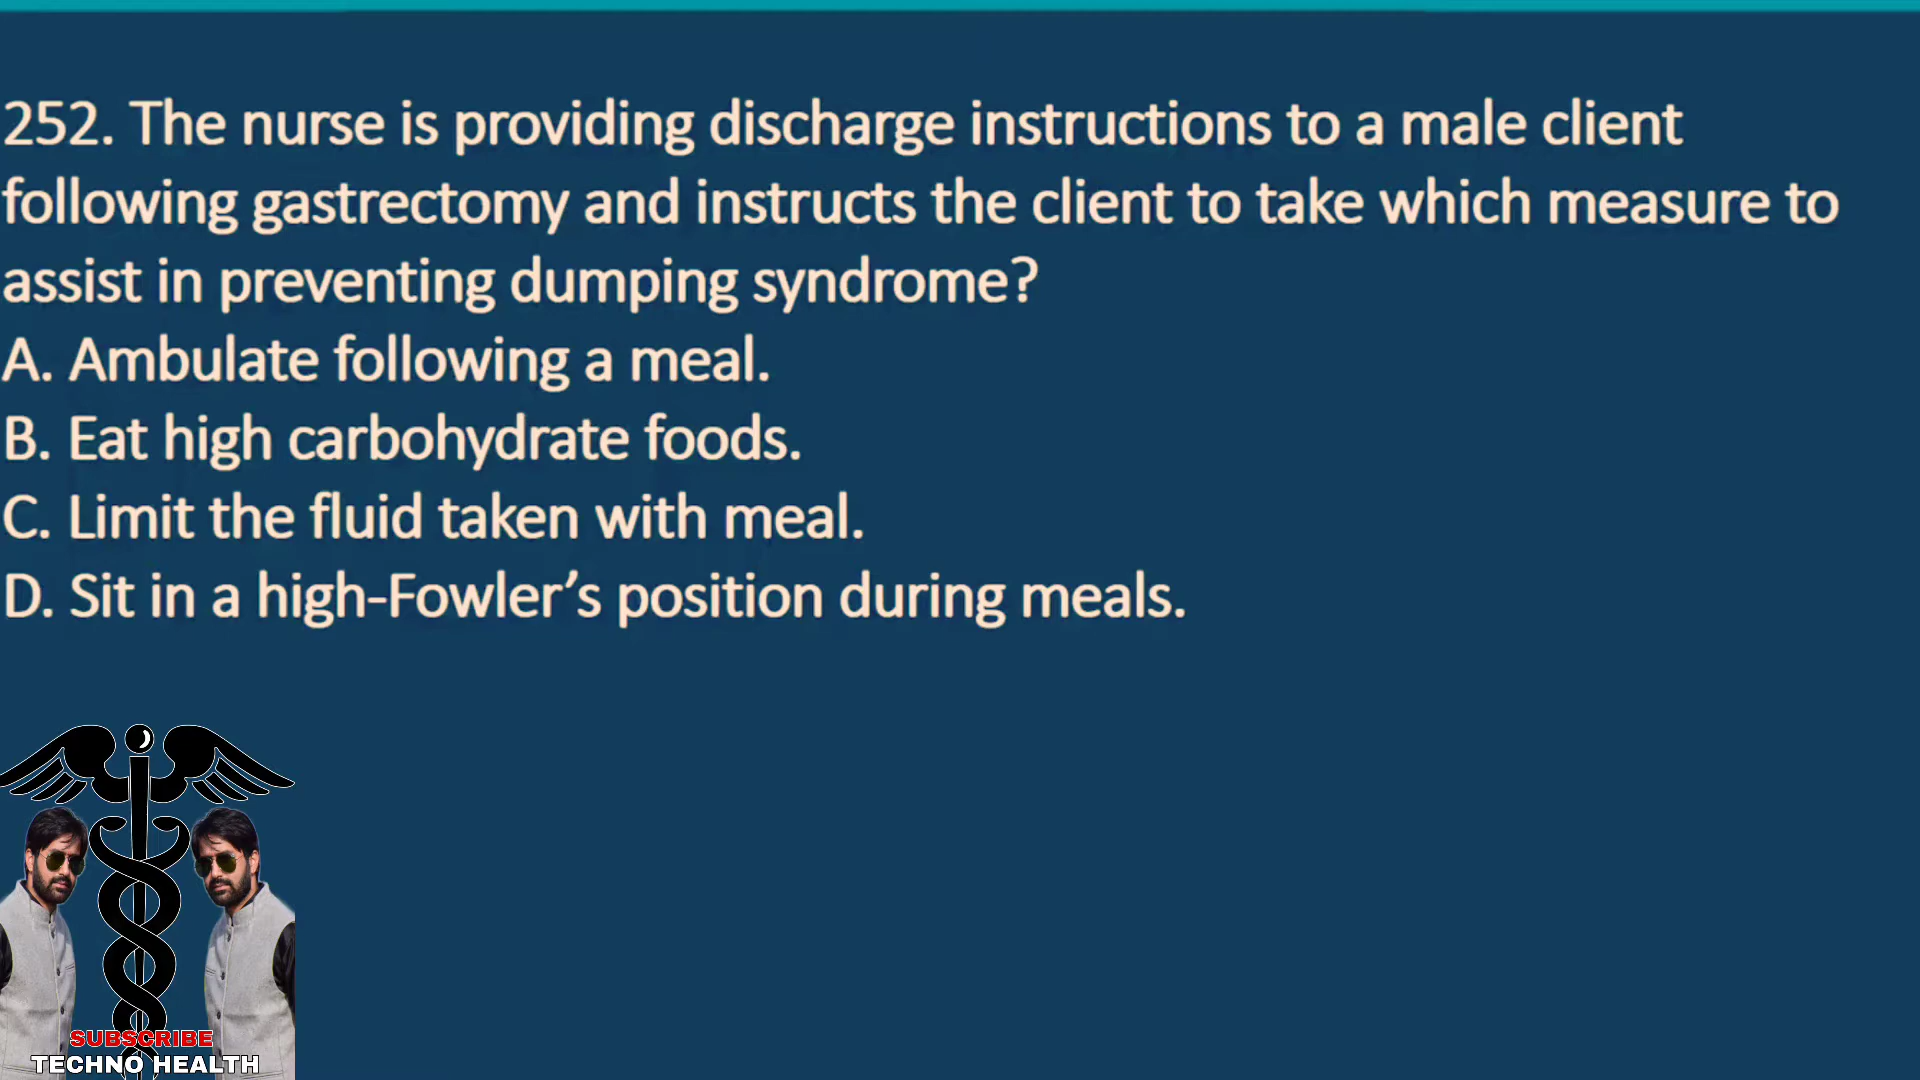 252. The nurse is providing discharge instructions to a male client
following gastrectomy and instructs the client to take which measure to
assist in preventing dumping syndrome?
A. Ambulate following a meal.
B. Eat high carbohydrate foods.
C. Limit the fluid taken with meal.
D. Sit in a high-Fowler’s position during meals.
SUBSCRIBE
TECHNO HEALTH